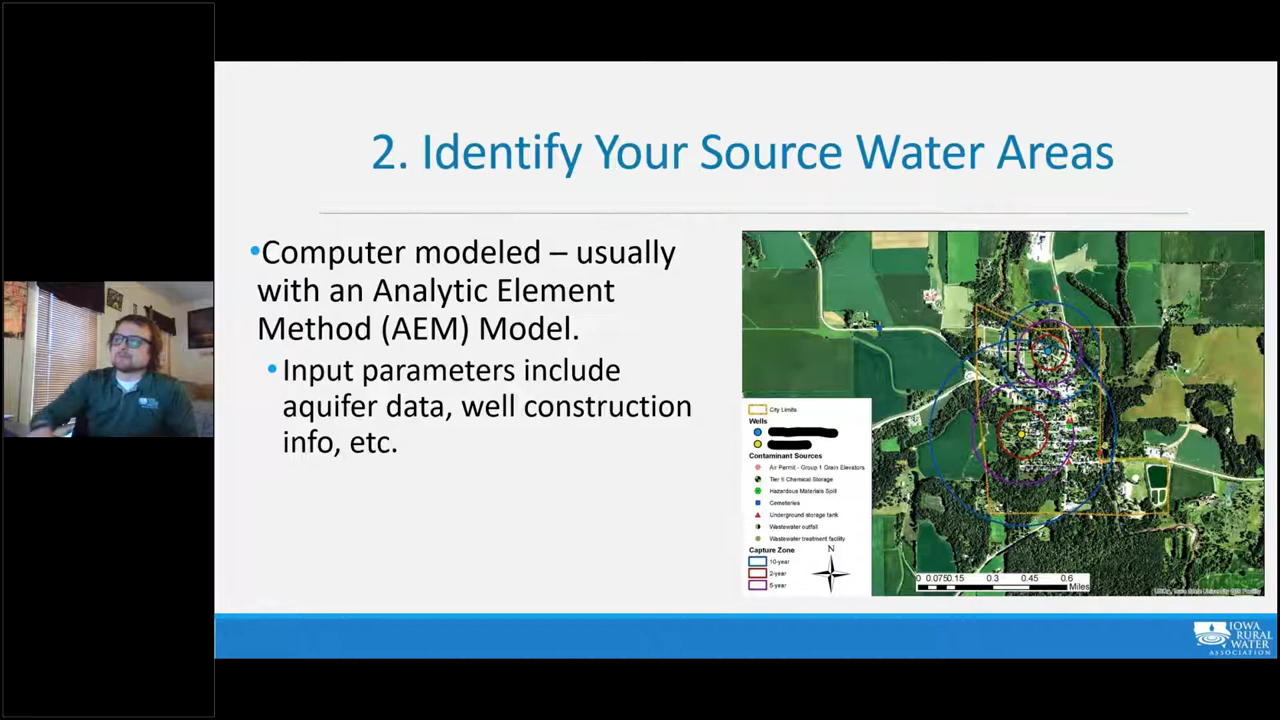 2. Identify Your Source Water Areas
•Computer modeled – usually
with an Analytic Element
Method (AEM) Model.
•Input parameters include
aquifer data, well construction
info, etc.
City Limits
Wells
Contaminant Sources
Air Permit - Group 1 Grain Elevators
Tier II Chemical Storage
Hazardous Materials Spill
Cemeteries
Underground storage tank
Wastewater outfall
Wastewater treatment facility
Capture Zone
10-year
2-year
5-year
N
0 0.075 0.15 0.3 0.45 0.6
Miles
IOWA
RURAL
WATER
ASSOCIATION